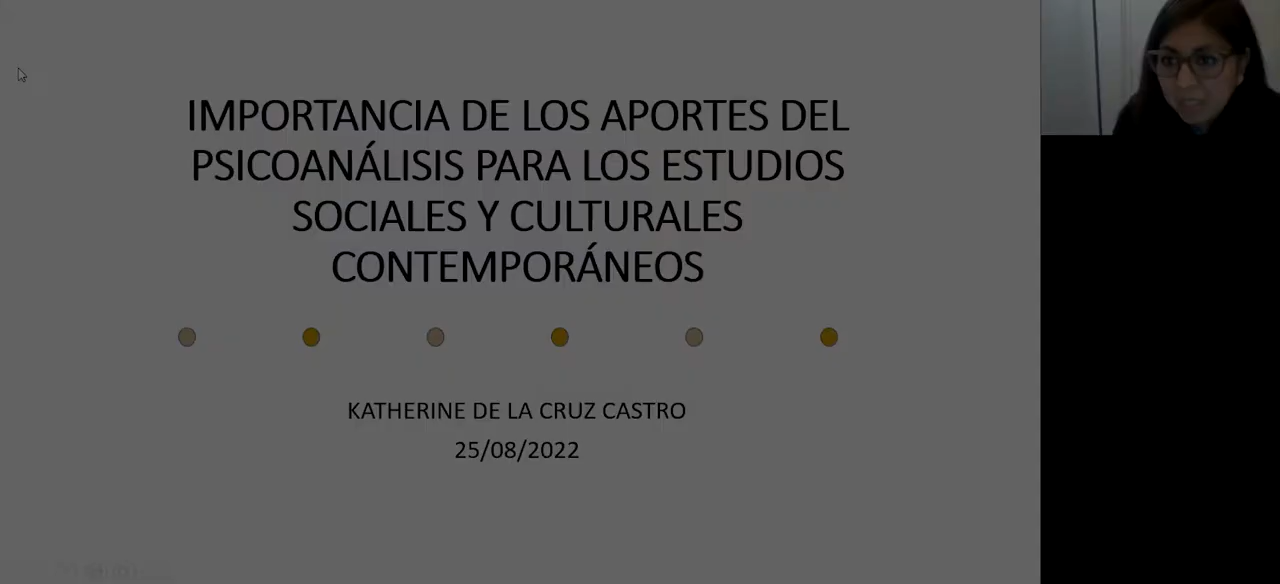 IMPORTANCIA DE LOS APORTES DEL
PSICOANÁLISIS PARA LOS ESTUDIOS
SOCIALES Y CULTURALES
CONTEMPORÁNEOS
KATHERINE DE LA CRUZ CASTRO
25/08/2022